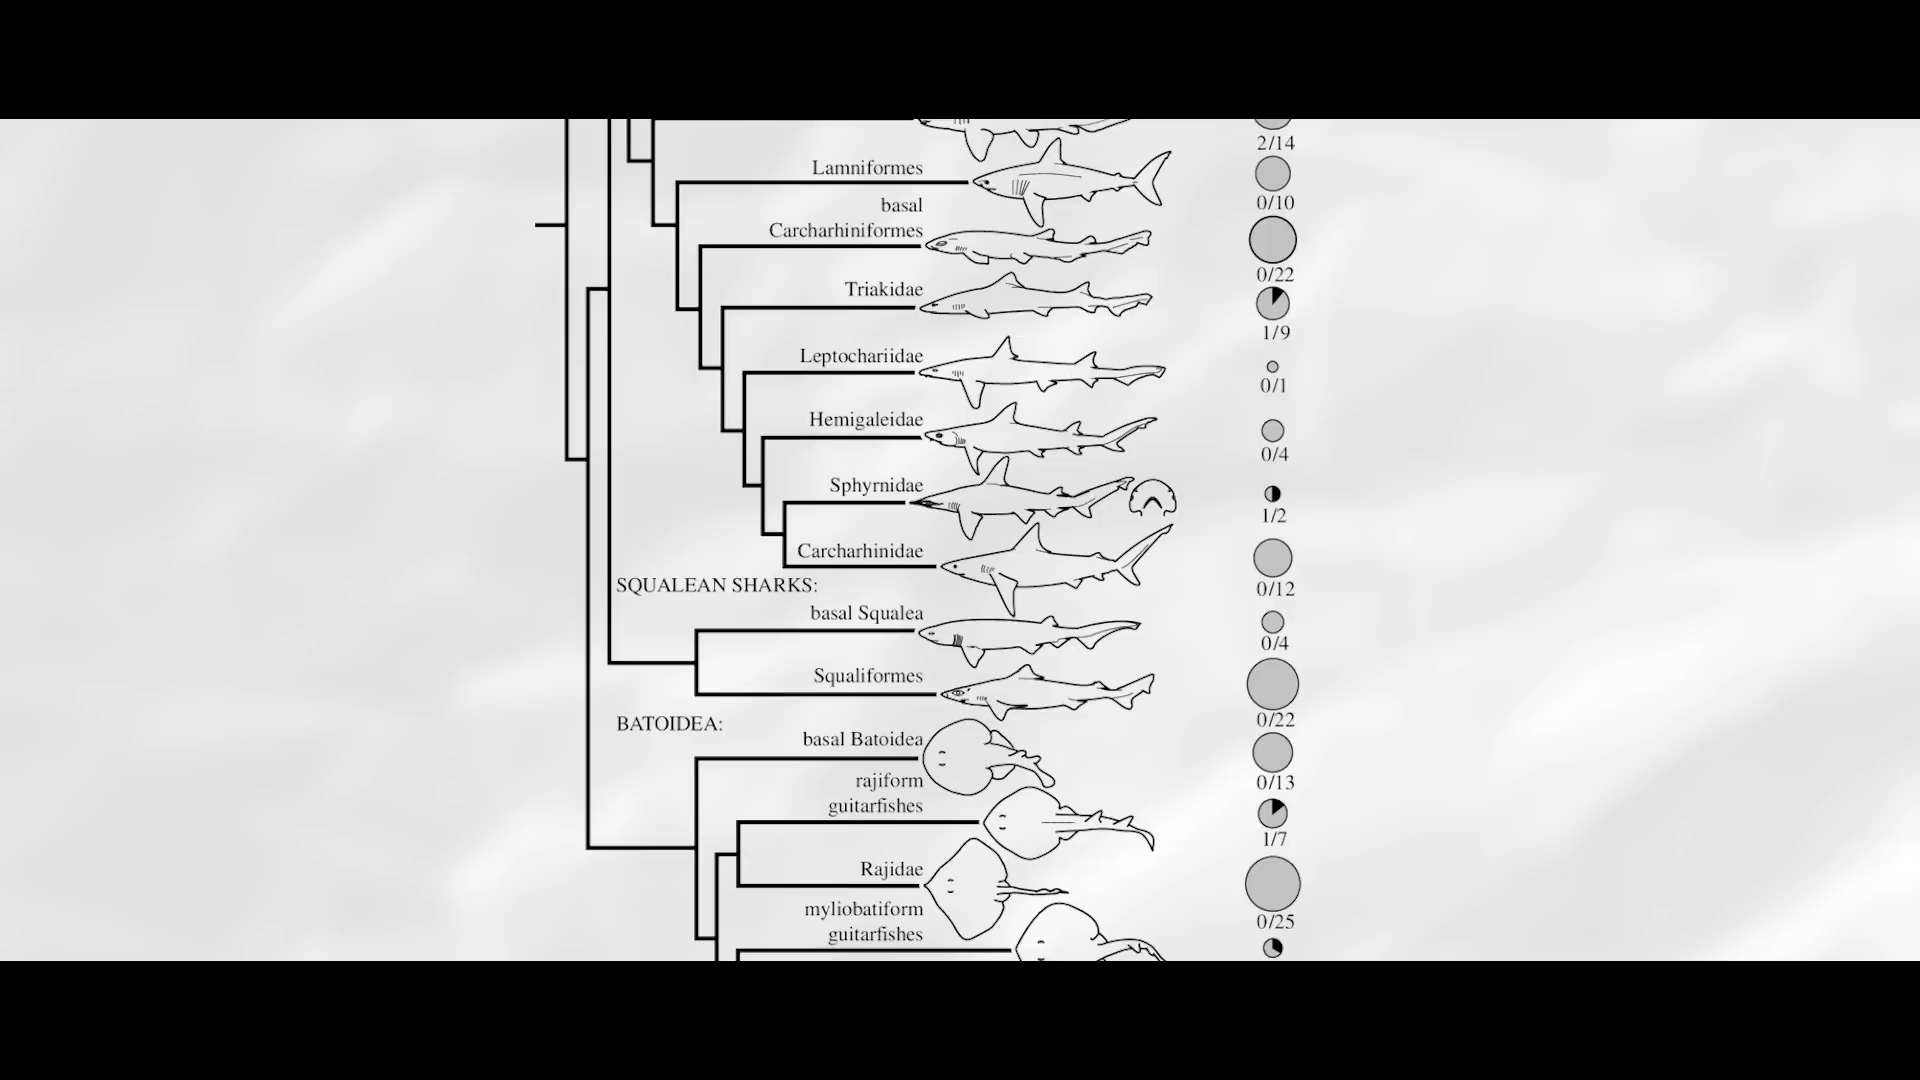 2/14
Lamniformes
0/10
basal
Carcharhiniformes
0/22
Triakidae
1/9
Leptochariidae
0/1
Hemigaleidae
0/4
Sphyrnidae
1/2
Carcharhinidae
0/12
SQUALEAN SHARKS:
basal Squalea
0/4
Squaliformes
0/22
BATOIDEA:
basal Batoidea
0/13
rajiform
guitarfishes
1/7
Rajidae
0/25
myliobatiform
guitarfishes